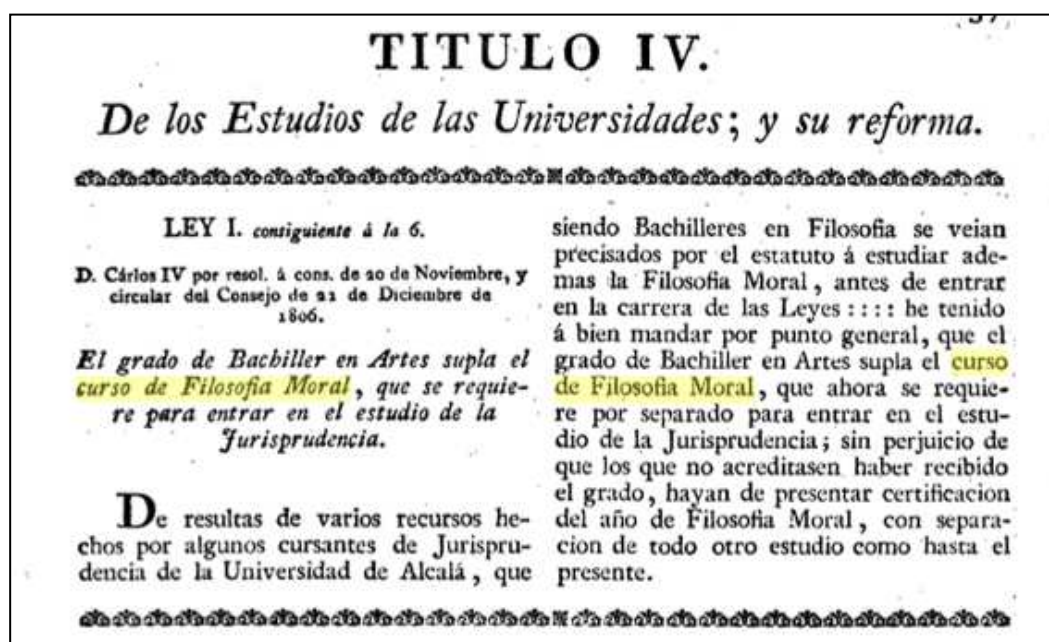 TITULO IV.
De los Estudios de las Universidades; y su reforma.
LEY I. consiguiente á la 6.
D. Cárlos IV por resol. á cons. de 20 de Noviembre, y
circular del Consejo de 21 de Diciembre de
1806.
El grado de Bachiller en Artes supla el
curso de Filosofia Moral, que se requie-
re para entrar en el estudio de la
Jurisprudencia.
De resultas de varios recursos he-
chos por algunos cursantes de Jurispru-
dencia de la Universidad de Alcalá, que
siendo Bachilleres en Filosofia se veian
precisados por el estatuto á estudiar ade-
mas la Filosofia Moral, antes de entrar
en la carrera de las Leyes :::: he tenido
á bien mandar por punto general, que el
grado de Bachiller en Artes supla el curso
de Filosofia Moral, que ahora se requie-
re por separado para entrar en el estu-
dio de la Jurisprudencia; sin perjuicio de
que los que no acreditasen haber recibido
el grado, hayan de presentar certificacion
del año de Filosofia Moral, con separa-
cion de todo otro estudio como hasta el
presente.